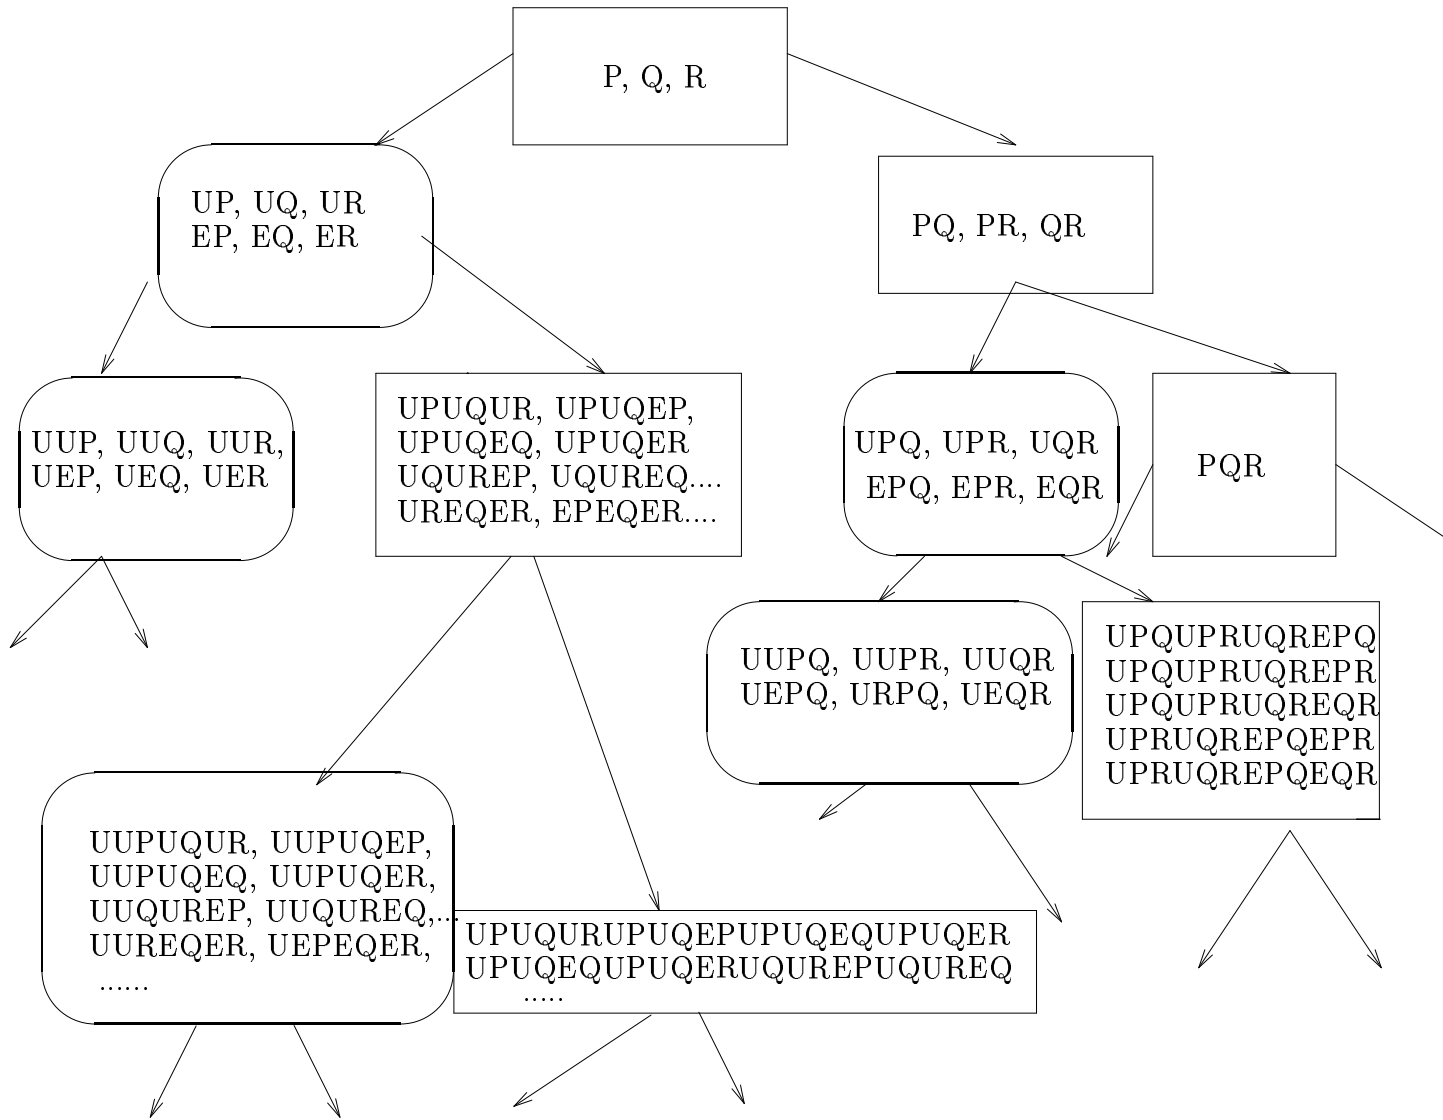 P, Q, R
UP, UQ, UR
EP, EQ, ER
PQ, PR, QR
UUP, UUQ, UUR,
UEP, UEQ, UER
UPUQUR, UPUQEP,
UPUQEQ, UPUQER
UQUREP, UQUREQ....
UREQER, EPEQER....
UPQ, UPR, UQR
EPQ, EPR, EQR
PQR
UUPQ, UUPR, UUQR
UEPQ, URPQ, UEQR
UPQUPRUQREPQ
UPQUPRUQREPR
UPQUPRUQREQR
UPRUQREPQEPR
UPRUQREPQEQR
UUPUQUR, UUPUQEP,
UUPUQEQ, UUPUQER,
UUQUREP, UUQUREQ,...
UUREQER, UEPEQER,
......
UPUQURUPUQEPUPUQEQUPUQER
UPUQEQUPUQERUQUREPUQUREQ
.....